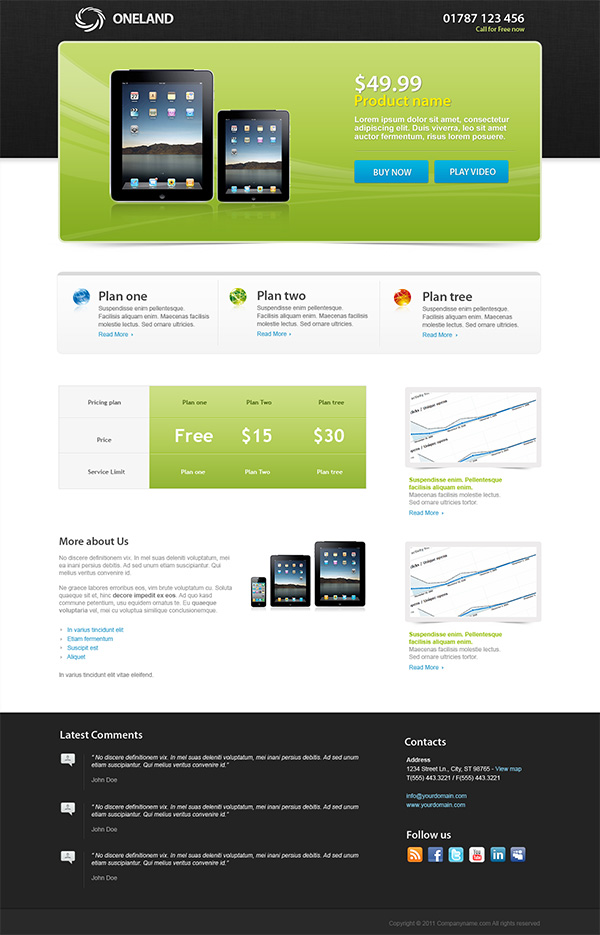 ONELAND
01787 123 456
Call for Free now
$49.99
Product name
Lorem ipsum dolor sit amet, consectetur
adipiscing elit. Duis viverra, leo sit amet
auctor fermentum, risus lorem posuere.
BUY NOW
PLAY VIDEO
Plan one
Suspendisse enim pellentesque.
Facilisis aliquam enim. Maecenas facilisis
molestie lectus. Sed ornare ultricies.
Read More
Plan two
Suspendisse enim pellentesque.
Facilisis aliquam enim. Maecenas facilisis
molestie lectus. Sed ornare ultricies.
Read More
Plan tree
Suspendisse enim pellentesque.
Facilisis aliquam enim. Maecenas facilisis
molestie lectus. Sed ornare ultricies.
Read More
Pricing plan Plan one Plan Two Plan tree
Price Free $15 $30
Service Limit Plan one Plan Two Plan tree
Suspendisse enim. Pellentesque
facilisis aliquam enim.
Maecenas facilisis molestie lectus.
Sed ornare ultricies tortor.
Read More
More about Us
No discere definitionem vix. In mel suas deleniti voluptatum, mei
ea inani persius debitis. Ad sed unum etiam suscipiantur. Qui
melius veritus convenire id.
Ne graece labores erroribus eos, vim brute voluptatum cu. Soluta
quaeque sit et, hinc decore impedit ex eos. Ad quo kasd
commune petentium, usu equidem ornatus te. Eu quaeque
voluptaria vel, mei cu voluptua similique conclusionemque.
In varius tincidunt elit
Etiam fermentum
Suscipit est
Aliquet
In varius tincidunt elit vitae eleifend.
Suspendisse enim. Pellentesque
facilisis aliquam enim.
Maecenas facilisis molestie lectus.
Sed ornare ultricies tortor.
Read More
Latest Comments
" No discere definitionem vix. In mel suas deleniti voluptatum, mei inani persius debitis. Ad sed unum
etiam suscipiantur. Qui melius veritus convenire id."
John Doe
" No discere definitionem vix. In mel suas deleniti voluptatum, mei inani persius debitis. Ad sed unum
etiam suscipiantur. Qui melius veritus convenire id."
John Doe
" No discere definitionem vix. In mel suas deleniti voluptatum, mei inani persius debitis. Ad sed unum
etiam suscipiantur. Qui melius veritus convenire id."
John Doe
Contacts
Address
1234 Street Ln., City, ST 98765 - View map
T(555) 443.3221 / F(555) 443.3221
info@yourdomain.com
www.yourdomain.com
Follow us
Copyright © 2011 Companyname.com All rights reserved